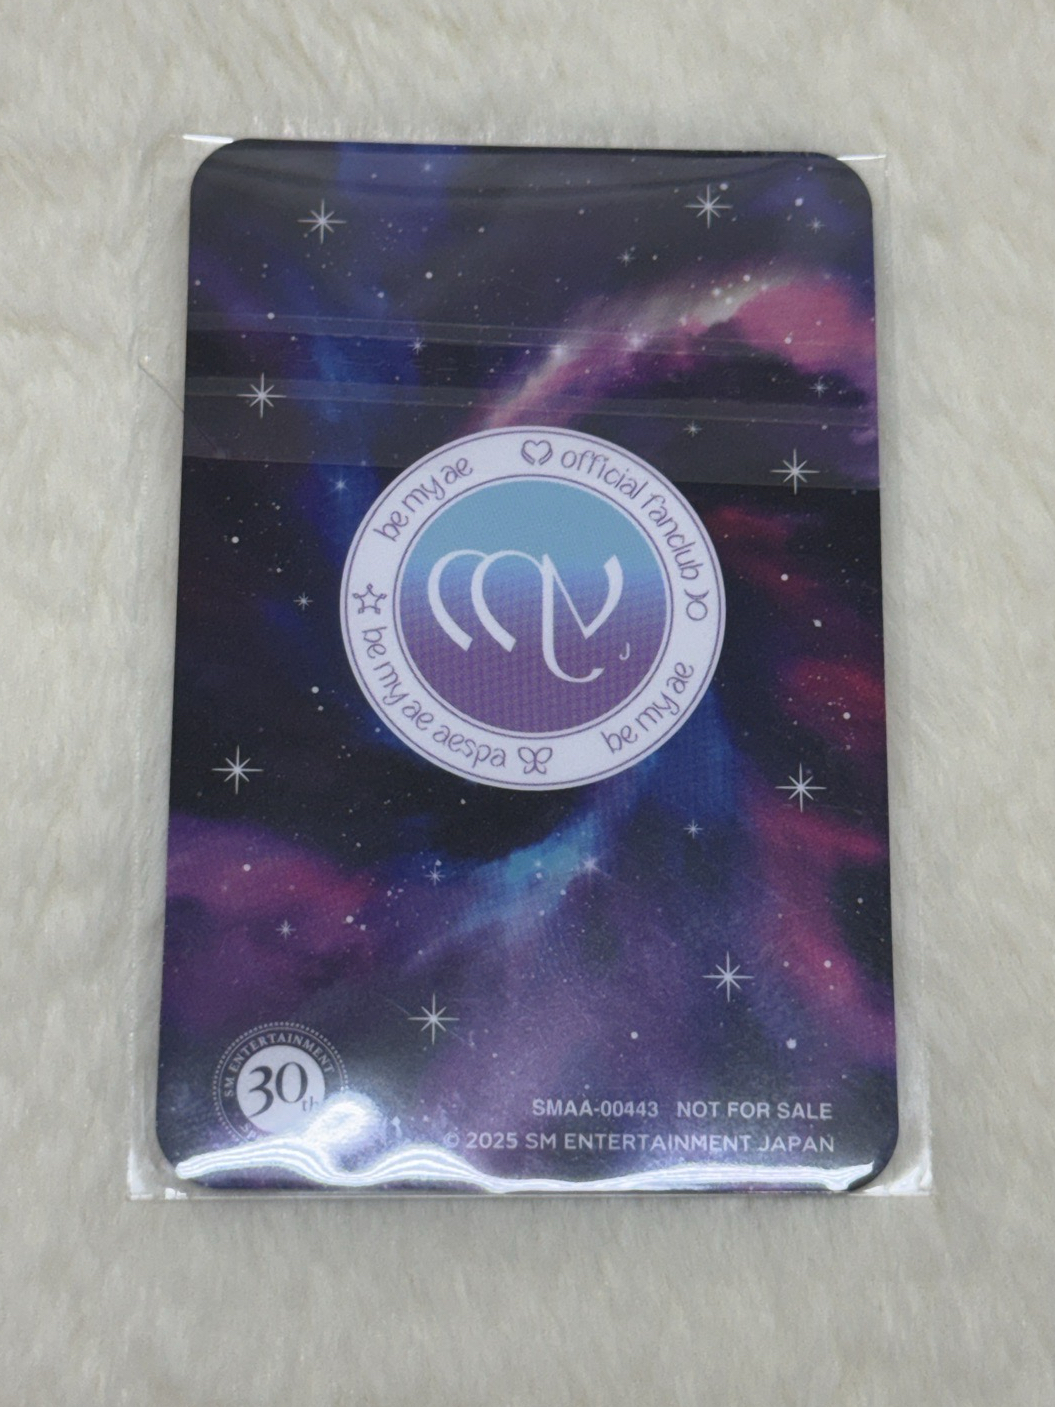 be my ae
official fanclub
be my ae
be my ae aespa
MY
J
SM ENTERTAINMENT
30th
SMAA-00443 NOT FOR SALE
© 2025 SM ENTERTAINMENT JAPAN